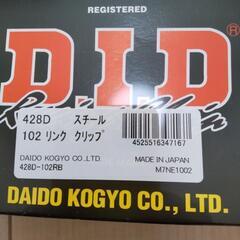 REGISTERED
D.I.D®
428D スチール
102 リンク クリップ
4525516347167
DAIDO KOGYO CO.,LTD.
MADE IN JAPAN
428D-102RB
M7NE1002
DAIDO KOGYO CO., LTD.